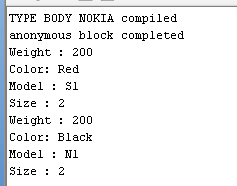 TYPE BODY NOKIA compiled
anonymous block completed
Weight : 200
Color: Red
Model : S1
Size : 2
Weight : 200
Color: Black
Model : N1
Size : 2